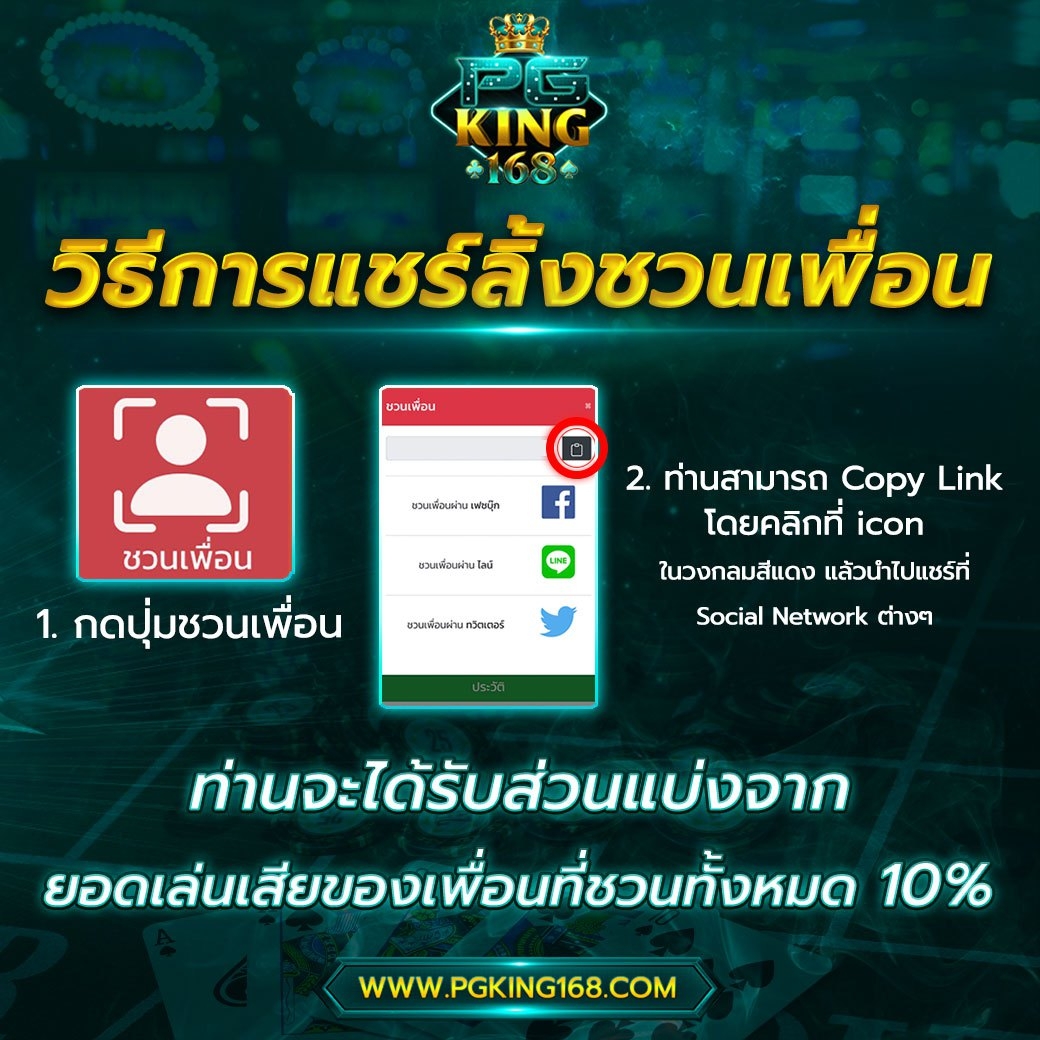 PG
KING
168
วิธีการแชร์ลิ้งชวนเพื่อน
ชวนเพื่อน
1. กดปุ่มชวนเพื่อน
ชวนเพื่อน
ชวนเพื่อนผ่าน เฟซบุ๊ก
ชวนเพื่อนผ่าน ไลน์
LINE
ชวนเพื่อนผ่าน ทวิตเตอร์
ประวัติ
2. ท่านสามารถ Copy Link
โดยคลิกที่ icon
ในวงกลมสีแดง แล้วนำไปแชร์ที่
Social Network ต่างๆ
ท่านจะได้รับส่วนแบ่งจาก
ยอดเล่นเสียของเพื่อนที่ชวนทั้งหมด 10%
A
WWW.PGKING168.COM